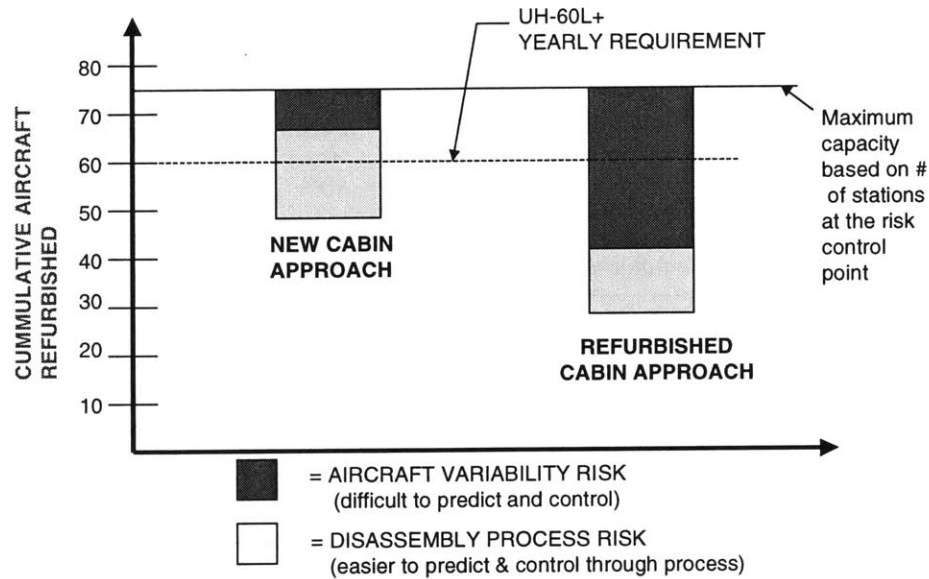 UH-60L+
YEARLY REQUIREMENT
CUMMULATIVE AIRCRAFT
REFURBISHED
80
70
60
50
40
30
20
10
NEW CABIN
APPROACH
REFURBISHED
CABIN APPROACH
Maximum
capacity
based on #
of stations
at the risk
control
point
= AIRCRAFT VARIABILITY RISK
(difficult to predict and control)
= DISASSEMBLY PROCESS RISK
(easier to predict & control through process)